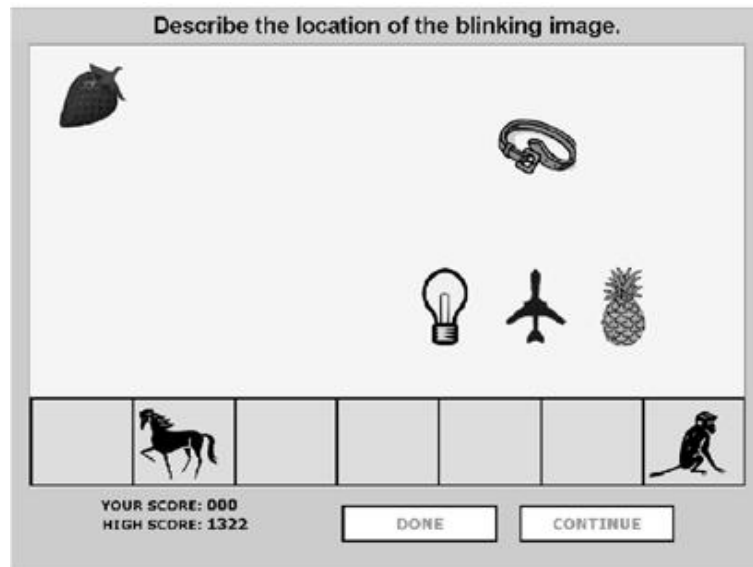 Describe the location of the blinking image.
YOUR SCORE: 000
HIGH SCORE: 1322
DONE
CONTINUE